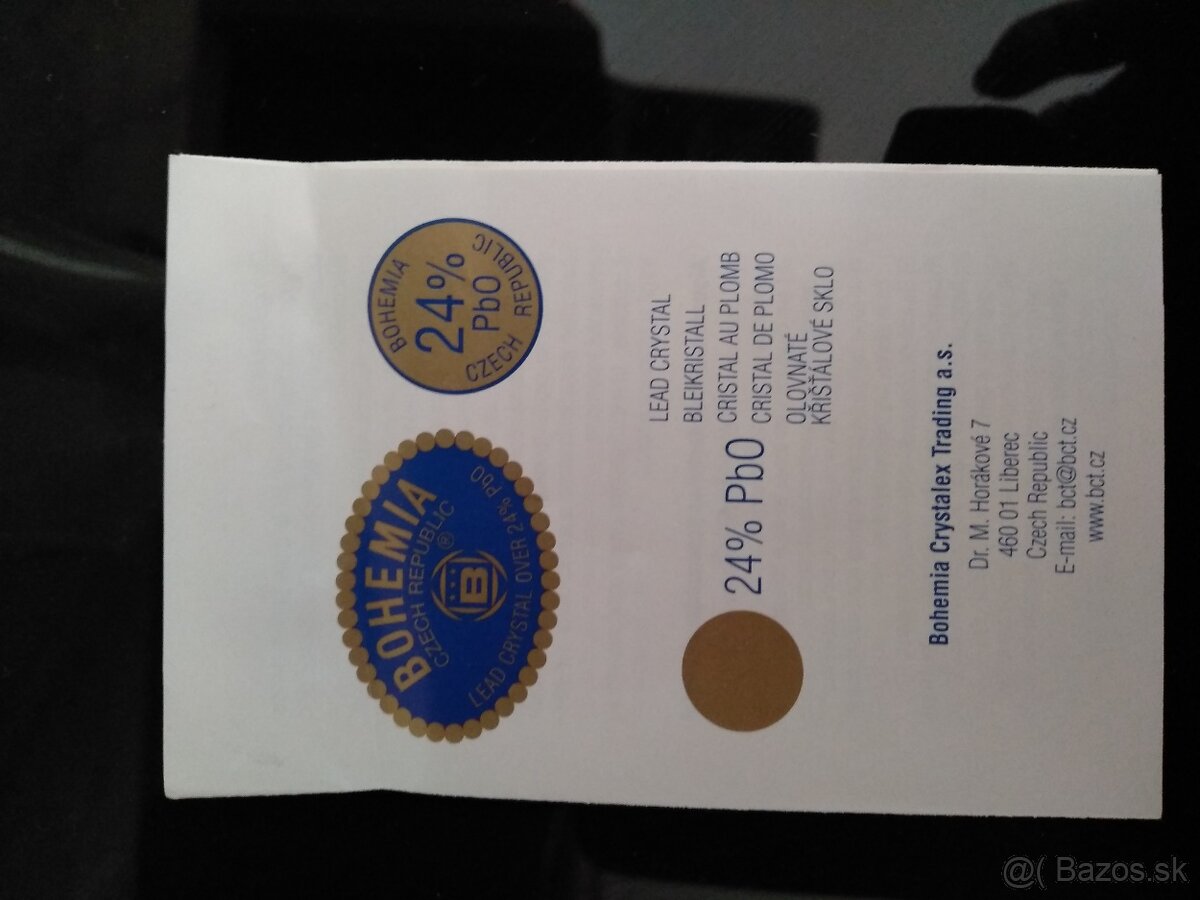 BOHEMIA
CZECH REPUBLIC
®
B
LEAD CRYSTAL OVER 24% PbO
BOHEMIA
24%
PbO
CZECH REPUBLIC
24% PbO
LEAD CRYSTAL
BLEIKRISTALL
CRISTAL AU PLOMB
CRISTAL DE PLOMO
OLOVNATÉ
KŘIŠŤÁLOVÉ SKLO
Bohemia Crystalex Trading a.s.
Dr. M. Horákové 7
460 01 Liberec
Czech Republic
E-mail: bct@bct.cz
www.bct.cz
@( Bazos.sk